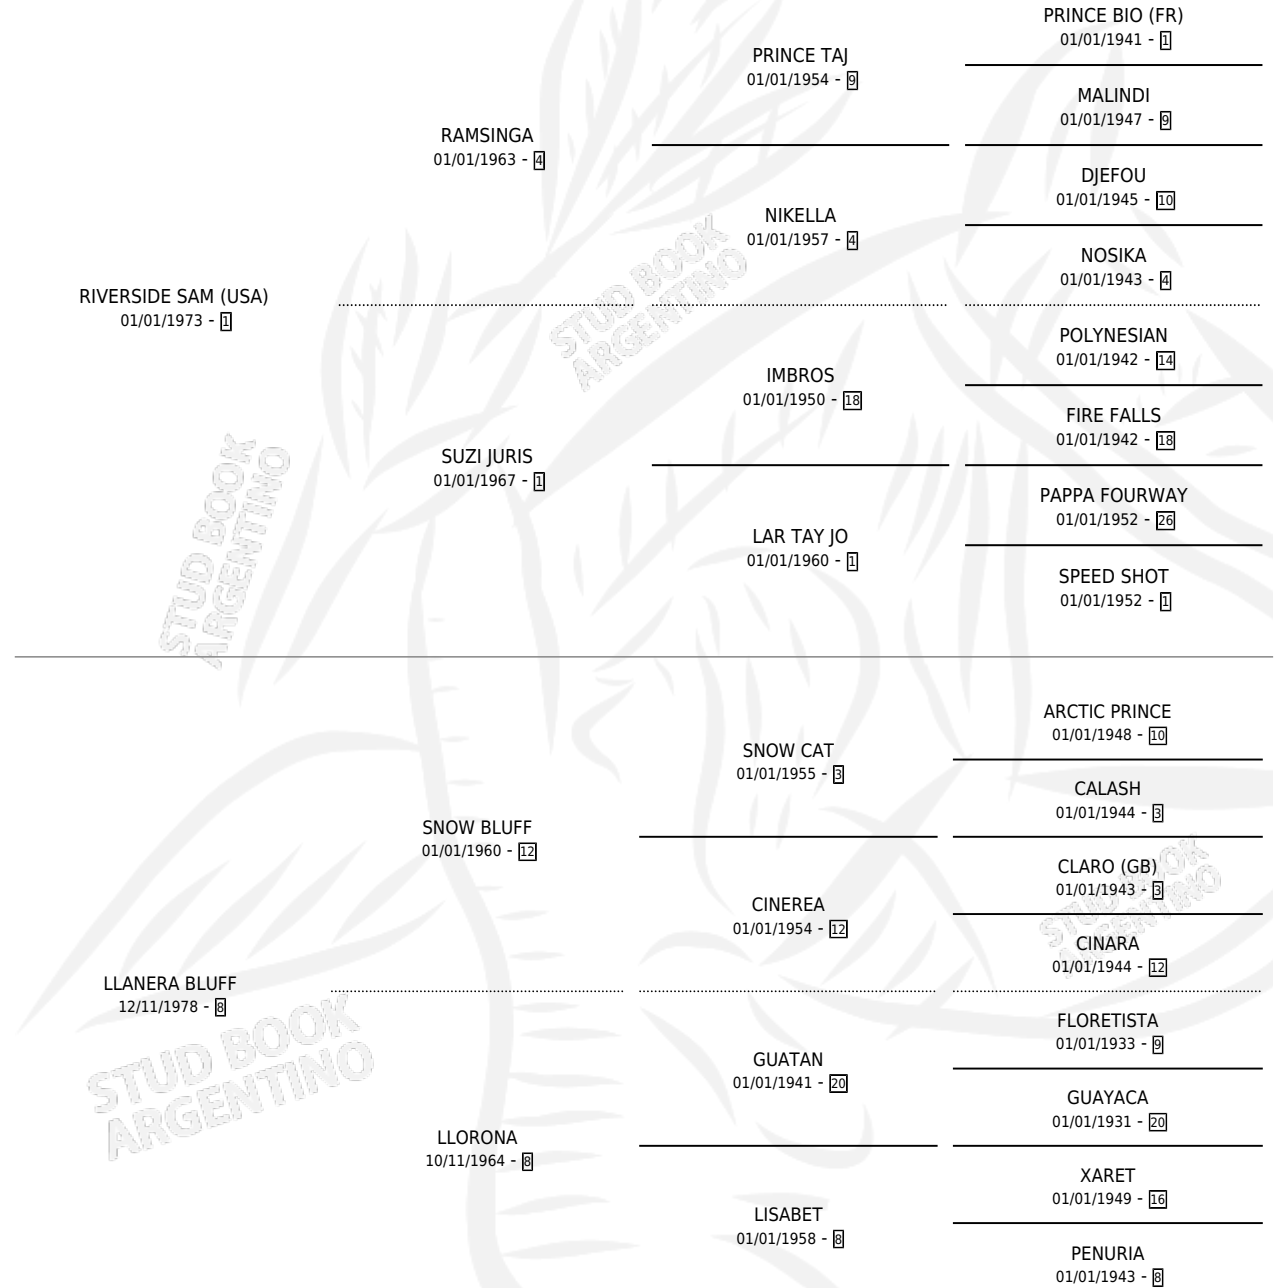 PRINCE BIO (FR)
01/01/1941 - 1
PRINCE TAJ
01/01/1954 - 9
MALINDI
01/01/1947 - 9
RAMSINGA
01/01/1963 - 4
DJEFOU
01/01/1945 - 10
NIKELLA
01/01/1957 - 4
NOSIKA
01/01/1943 - 4
RIVERSIDE SAM (USA)
01/01/1973 - 1
STUD BOOK
ARGENTINO
POLYNESIAN
01/01/1942 - 14
IMBROS
01/01/1950 - 18
FIRE FALLS
01/01/1942 - 18
SUZI JURIS
01/01/1967 - 1
PAPPA FOURWAY
01/01/1952 - 26
LAR TAY JO
01/01/1960 - 1
SPEED SHOT
01/01/1952 - 1
STUD BOOK
ARGENTINO
ARCTIC PRINCE
01/01/1948 - 10
SNOW CAT
01/01/1955 - 3
CALASH
01/01/1944 - 3
SNOW BLUFF
01/01/1960 - 12
CLARO (GB)
01/01/1943 - 3
CINEREA
01/01/1954 - 12
STUD BOOK
ARGENTINO
CINARA
01/01/1944 - 12
LLANERA BLUFF
12/11/1978 - 8
FLORETISTA
01/01/1933 - 9
GUATAN
01/01/1941 - 20
STUD BOOK
ARGENTINO
GUAYACA
01/01/1931 - 20
LLORONA
10/11/1964 - 8
XARET
01/01/1949 - 16
LISABET
01/01/1958 - 8
PENURIA
01/01/1943 - 8